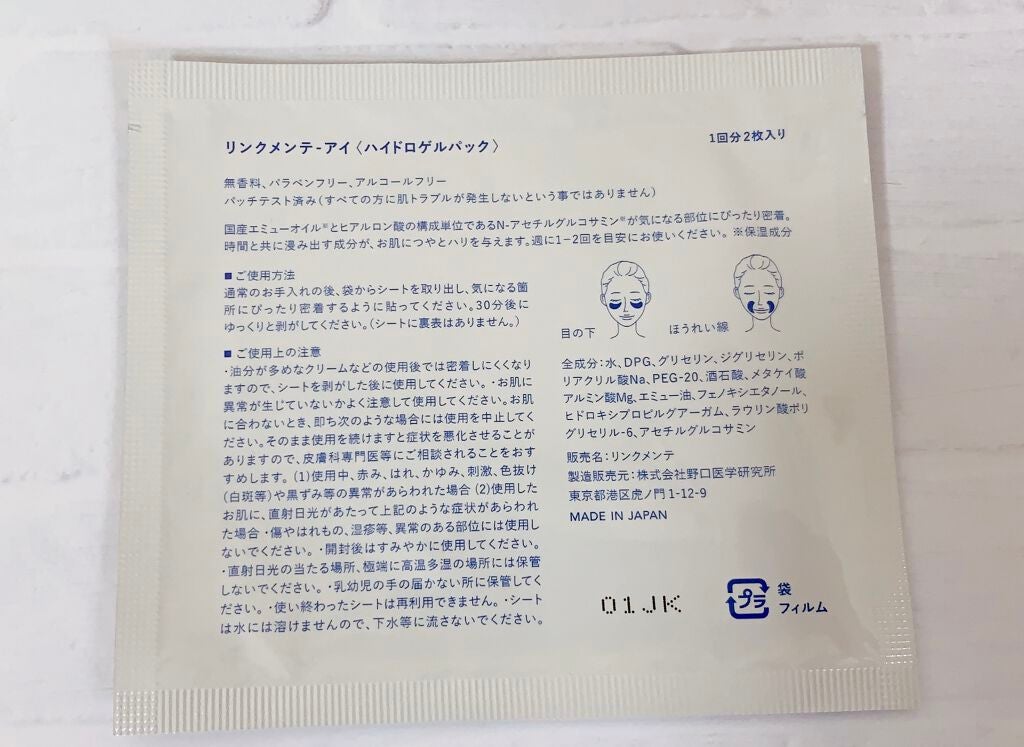 リンクメンテ-アイ〈ハイドロゲルパック〉
1回分2枚入り
無香料、パラベンフリー、アルコールフリー
パッチテスト済み(すべての方に肌トラブルが発生しないという事ではありません)
国産エミューオイル※とヒアルロン酸の構成単位であるN-アセチルグルコサミン※が気になる部位にぴったり密着。
時間と共に浸み出す成分が、お肌につやとハリを与えます。週に1−2回を目安にお使いください。 ※保湿成分
■ご使用方法
通常のお手入れの後、袋からシートを取り出し、気になる箇
所にぴったり密着するように貼ってください。30分後に
ゆっくりと剥がしてください。(シートに裏表はありません。)
■ご使用上の注意
・油分が多めなクリームなどの使用後では密着しにくくなり
ますので、シートを剥がした後に使用してください。・お肌に
異常が生じていないかよく注意して使用してください。お肌
に合わないとき、即ち次のような場合には使用を中止してく
ださい。そのまま使用を続けますと症状を悪化させることが
ありますので、皮膚科専門医等にご相談されることをおす
すめします。(1)使用中、赤み、はれ、かゆみ、刺激、色抜け
(白斑等)や黒ずみ等の異常があらわれた場合 (2)使用した
お肌に、直射日光があたって上記のような症状があらわれ
た場合 ・傷やはれもの、湿疹等、異常のある部位には使用し
ないでください。 ・開封後はすみやかに使用してください。
・直射日光の当たる場所、極端に高温多湿の場所には保管
しないでください。・乳幼児の手の届かない所に保管してく
ださい。・使い終わったシートは再利用できません。・シート
は水には溶けませんので、下水等に流さないでください。
目の下
ほうれい線
全成分:水、DPG、グリセリン、ジグリセリン、ポ
リアクリル酸Na、PEG-20、酒石酸、メタケイ酸
アルミン酸Mg、エミュー油、フェノキシエタノール、
ヒドロキシプロピルグアーガム、ラウリン酸ポリ
グリセリル-6、アセチルグルコサミン
販売名:リンクメンテ
製造販売元:株式会社野口医学研究所
東京都港区虎ノ門1-12-9
MADE IN JAPAN
01JK
プラ
袋
フィルム